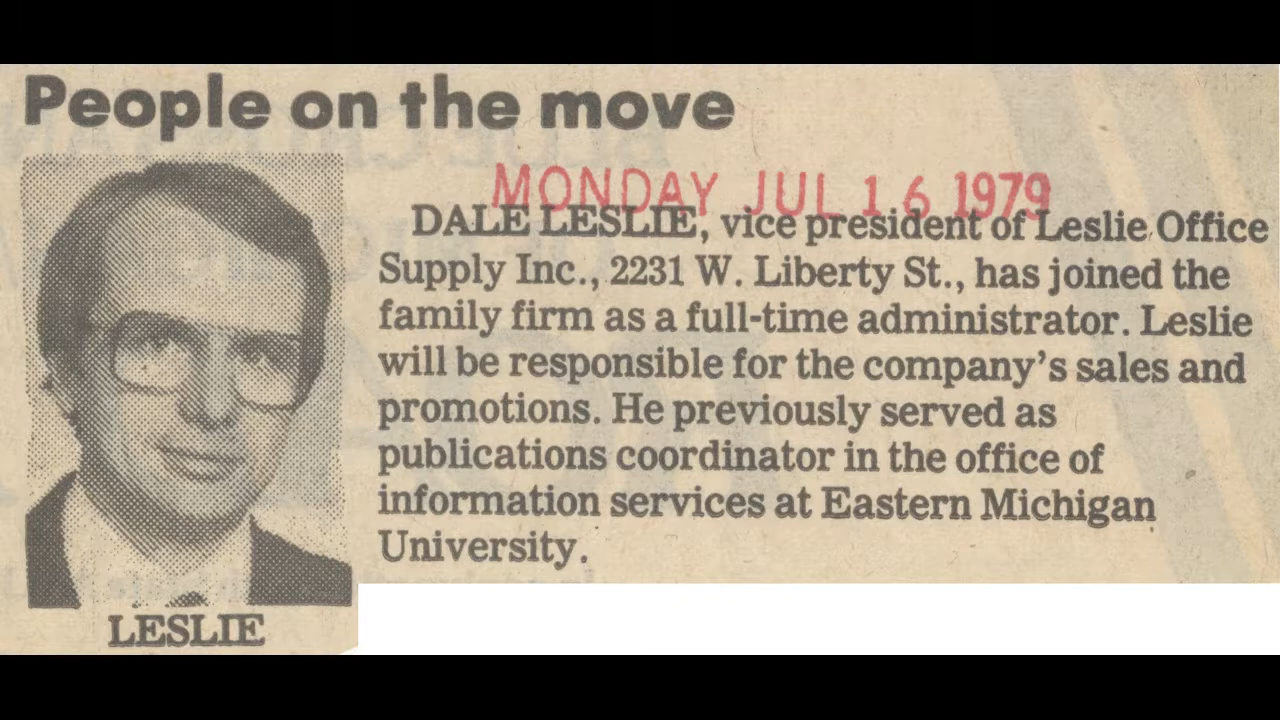 People on the move
MONDAY JUL 16 1979
DALE LESLIE, vice president of Leslie Office
Supply Inc., 2231 W. Liberty St., has joined the
family firm as a full-time administrator. Leslie
will be responsible for the company's sales and
promotions. He previously served as
publications coordinator in the office of
information services at Eastern Michigan
University.
LESLIE